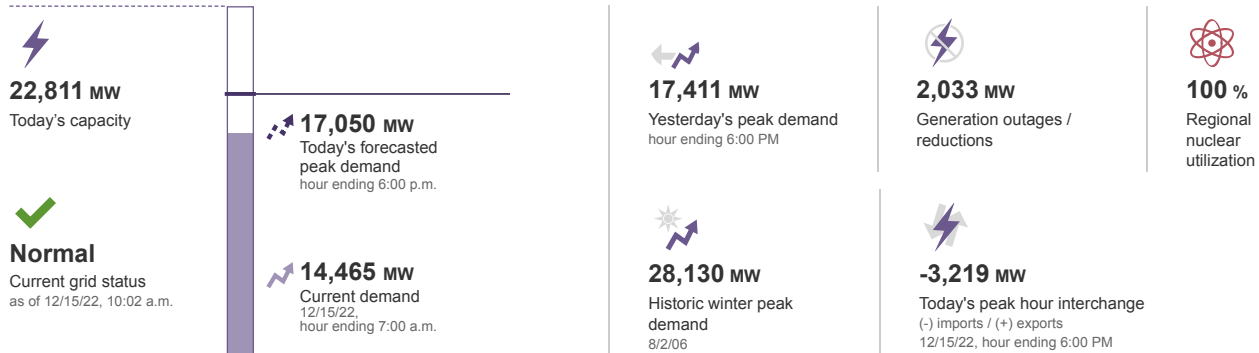 22,811 MW
Today's capacity
Normal
Current grid status
as of 12/15/22, 10:02 a.m.
17,050 MW
Today's forecasted
peak demand
hour ending 6:00 p.m.
14,465 MW
Current demand
12/15/22,
hour ending 7:00 a.m.
17,411 MW
Yesterday's peak demand
hour ending 6:00 PM
2,033 MW
Generation outages /
reductions
100 %
Regional
nuclear
utilization
28,130 MW
Historic winter peak
demand
8/2/06
-3,219 MW
Today's peak hour interchange
(-) imports / (+) exports
12/15/22, hour ending 6:00 PM